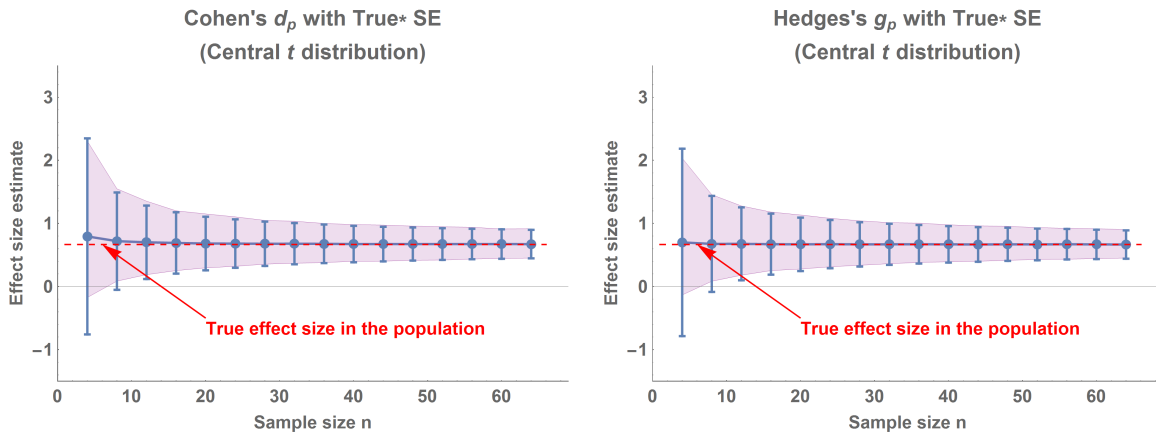 Cohen's dp with True* SE
(Central t distribution)
Effect size estimate
3
2
1
0
−1
True effect size in the population
0 10 20 30 40 50 60
Sample size n
Hedges's gp with True* SE
(Central t distribution)
Effect size estimate
3
2
1
0
−1
True effect size in the population
0 10 20 30 40 50 60
Sample size n